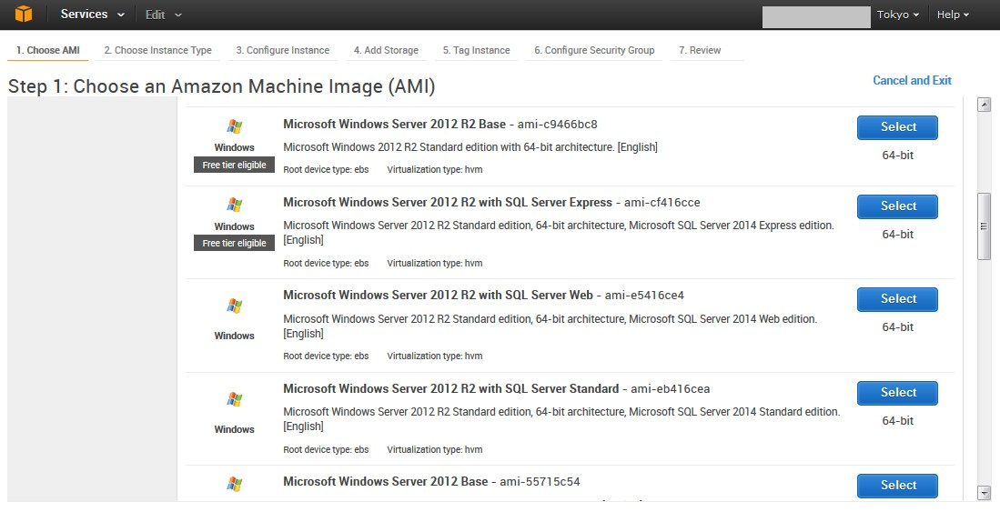 Services Edit Tokyo Help
1. Choose AMI 2. Choose Instance Type 3. Configure Instance 4. Add Storage 5. Tag Instance 6. Configure Security Group 7. Review
Step 1: Choose an Amazon Machine Image (AMI)
Cancel and Exit
Windows
Free tier eligible
Microsoft Windows Server 2012 R2 Base - ami-c9466bc8
Microsoft Windows 2012 R2 Standard edition with 64-bit architecture. [English]
Root device type: ebs Virtualization type: hvm
Select
64-bit
Windows
Free tier eligible
Microsoft Windows Server 2012 R2 with SQL Server Express - ami-cf416cce
Microsoft Windows Server 2012 R2 Standard edition, 64-bit architecture, Microsoft SQL Server 2014 Express edition.
[English]
Root device type: ebs Virtualization type: hvm
Select
64-bit
Windows
Microsoft Windows Server 2012 R2 with SQL Server Web - ami-e5416ce4
Microsoft Windows Server 2012 R2 Standard edition, 64-bit architecture, Microsoft SQL Server 2014 Web edition.
[English]
Root device type: ebs Virtualization type: hvm
Select
64-bit
Windows
Microsoft Windows Server 2012 R2 with SQL Server Standard - ami-eb416cea
Microsoft Windows Server 2012 R2 Standard edition, 64-bit architecture, Microsoft SQL Server 2014 Standard edition.
[English]
Root device type: ebs Virtualization type: hvm
Select
64-bit
Microsoft Windows Server 2012 Base - ami-55715c54
Select